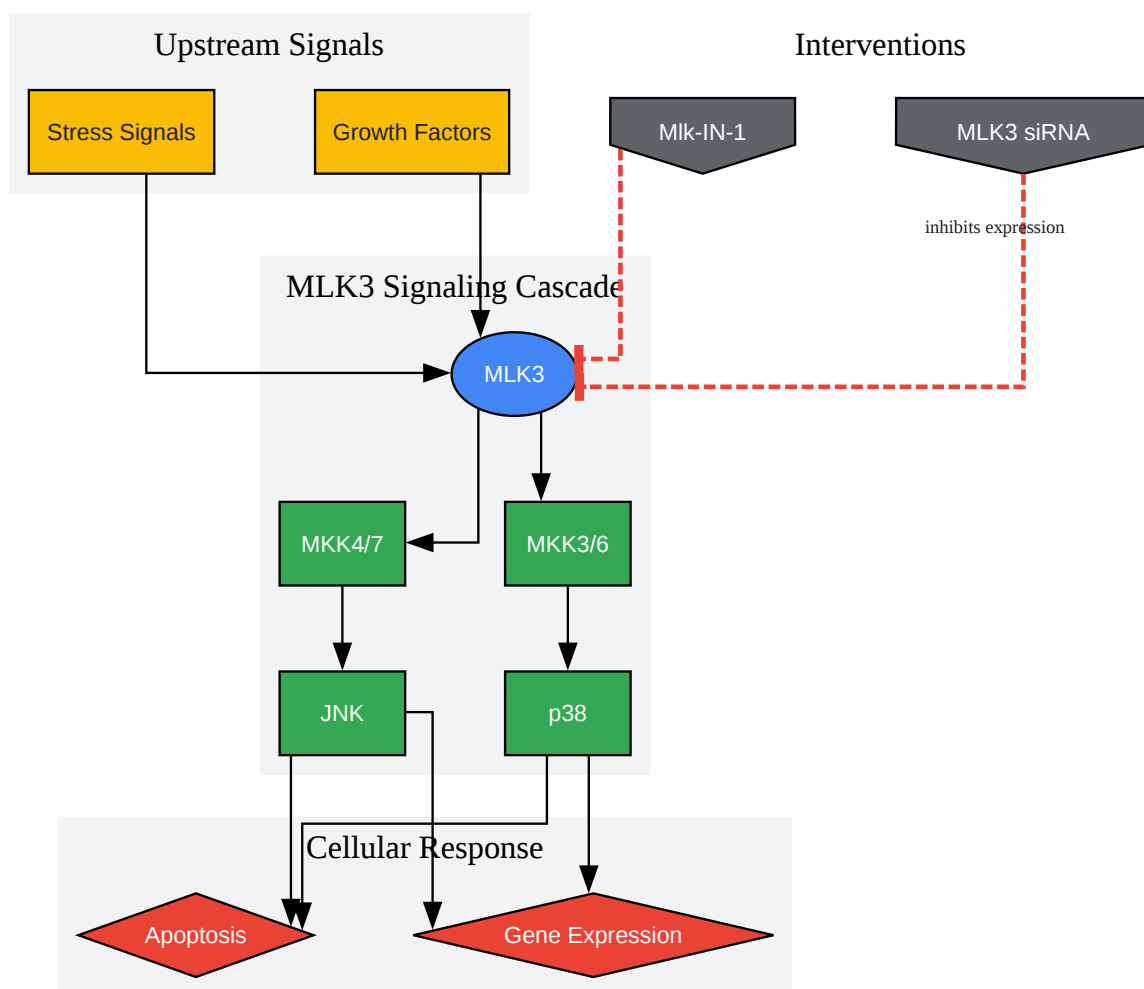 Upstream Signals
Interventions
Stress Signals
Growth Factors
Mlk-IN-1
MLK3 siRNA
inhibits expression
MLK3 Signaling Cascade
MLK3
MKK4/7
MKK3/6
JNK
p38
Cellular Response
Apoptosis
Gene Expression